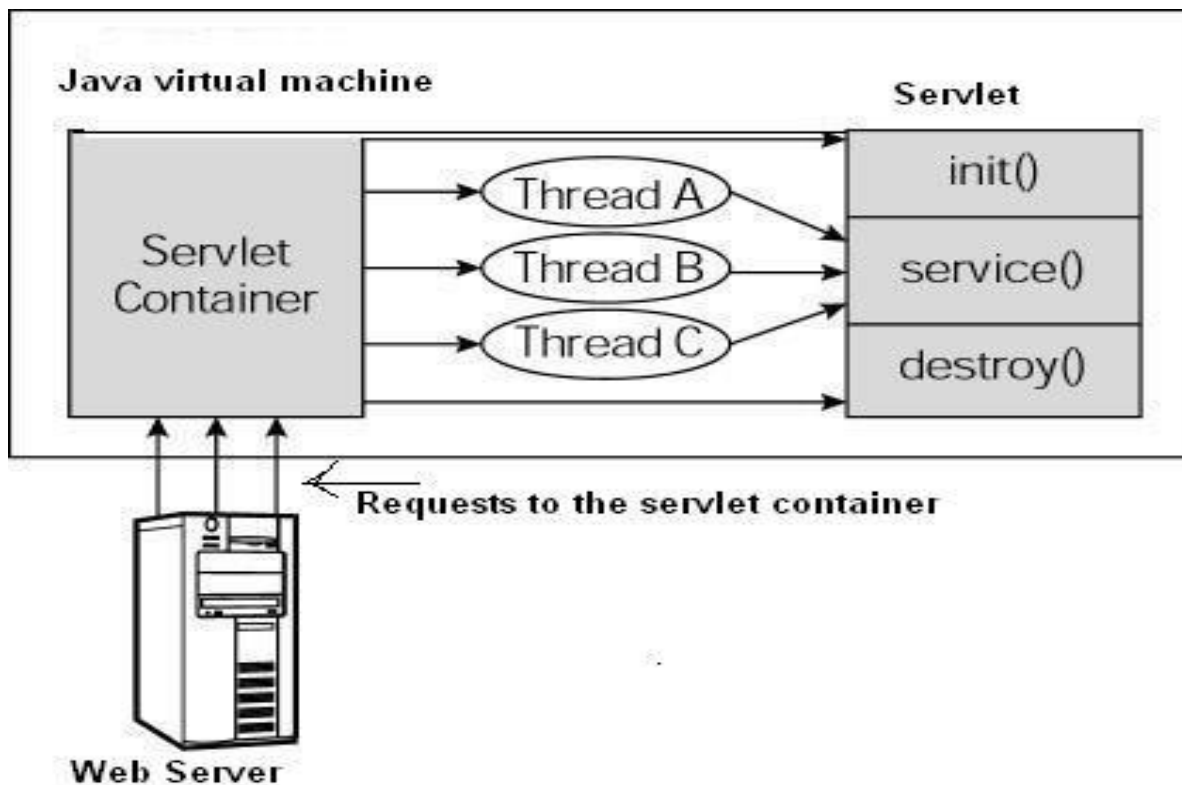 Java virtual machine
Servlet
Servlet
Container
Thread A
Thread B
Thread C
init()
service()
destroy()
Requests to the servlet container
Web Server